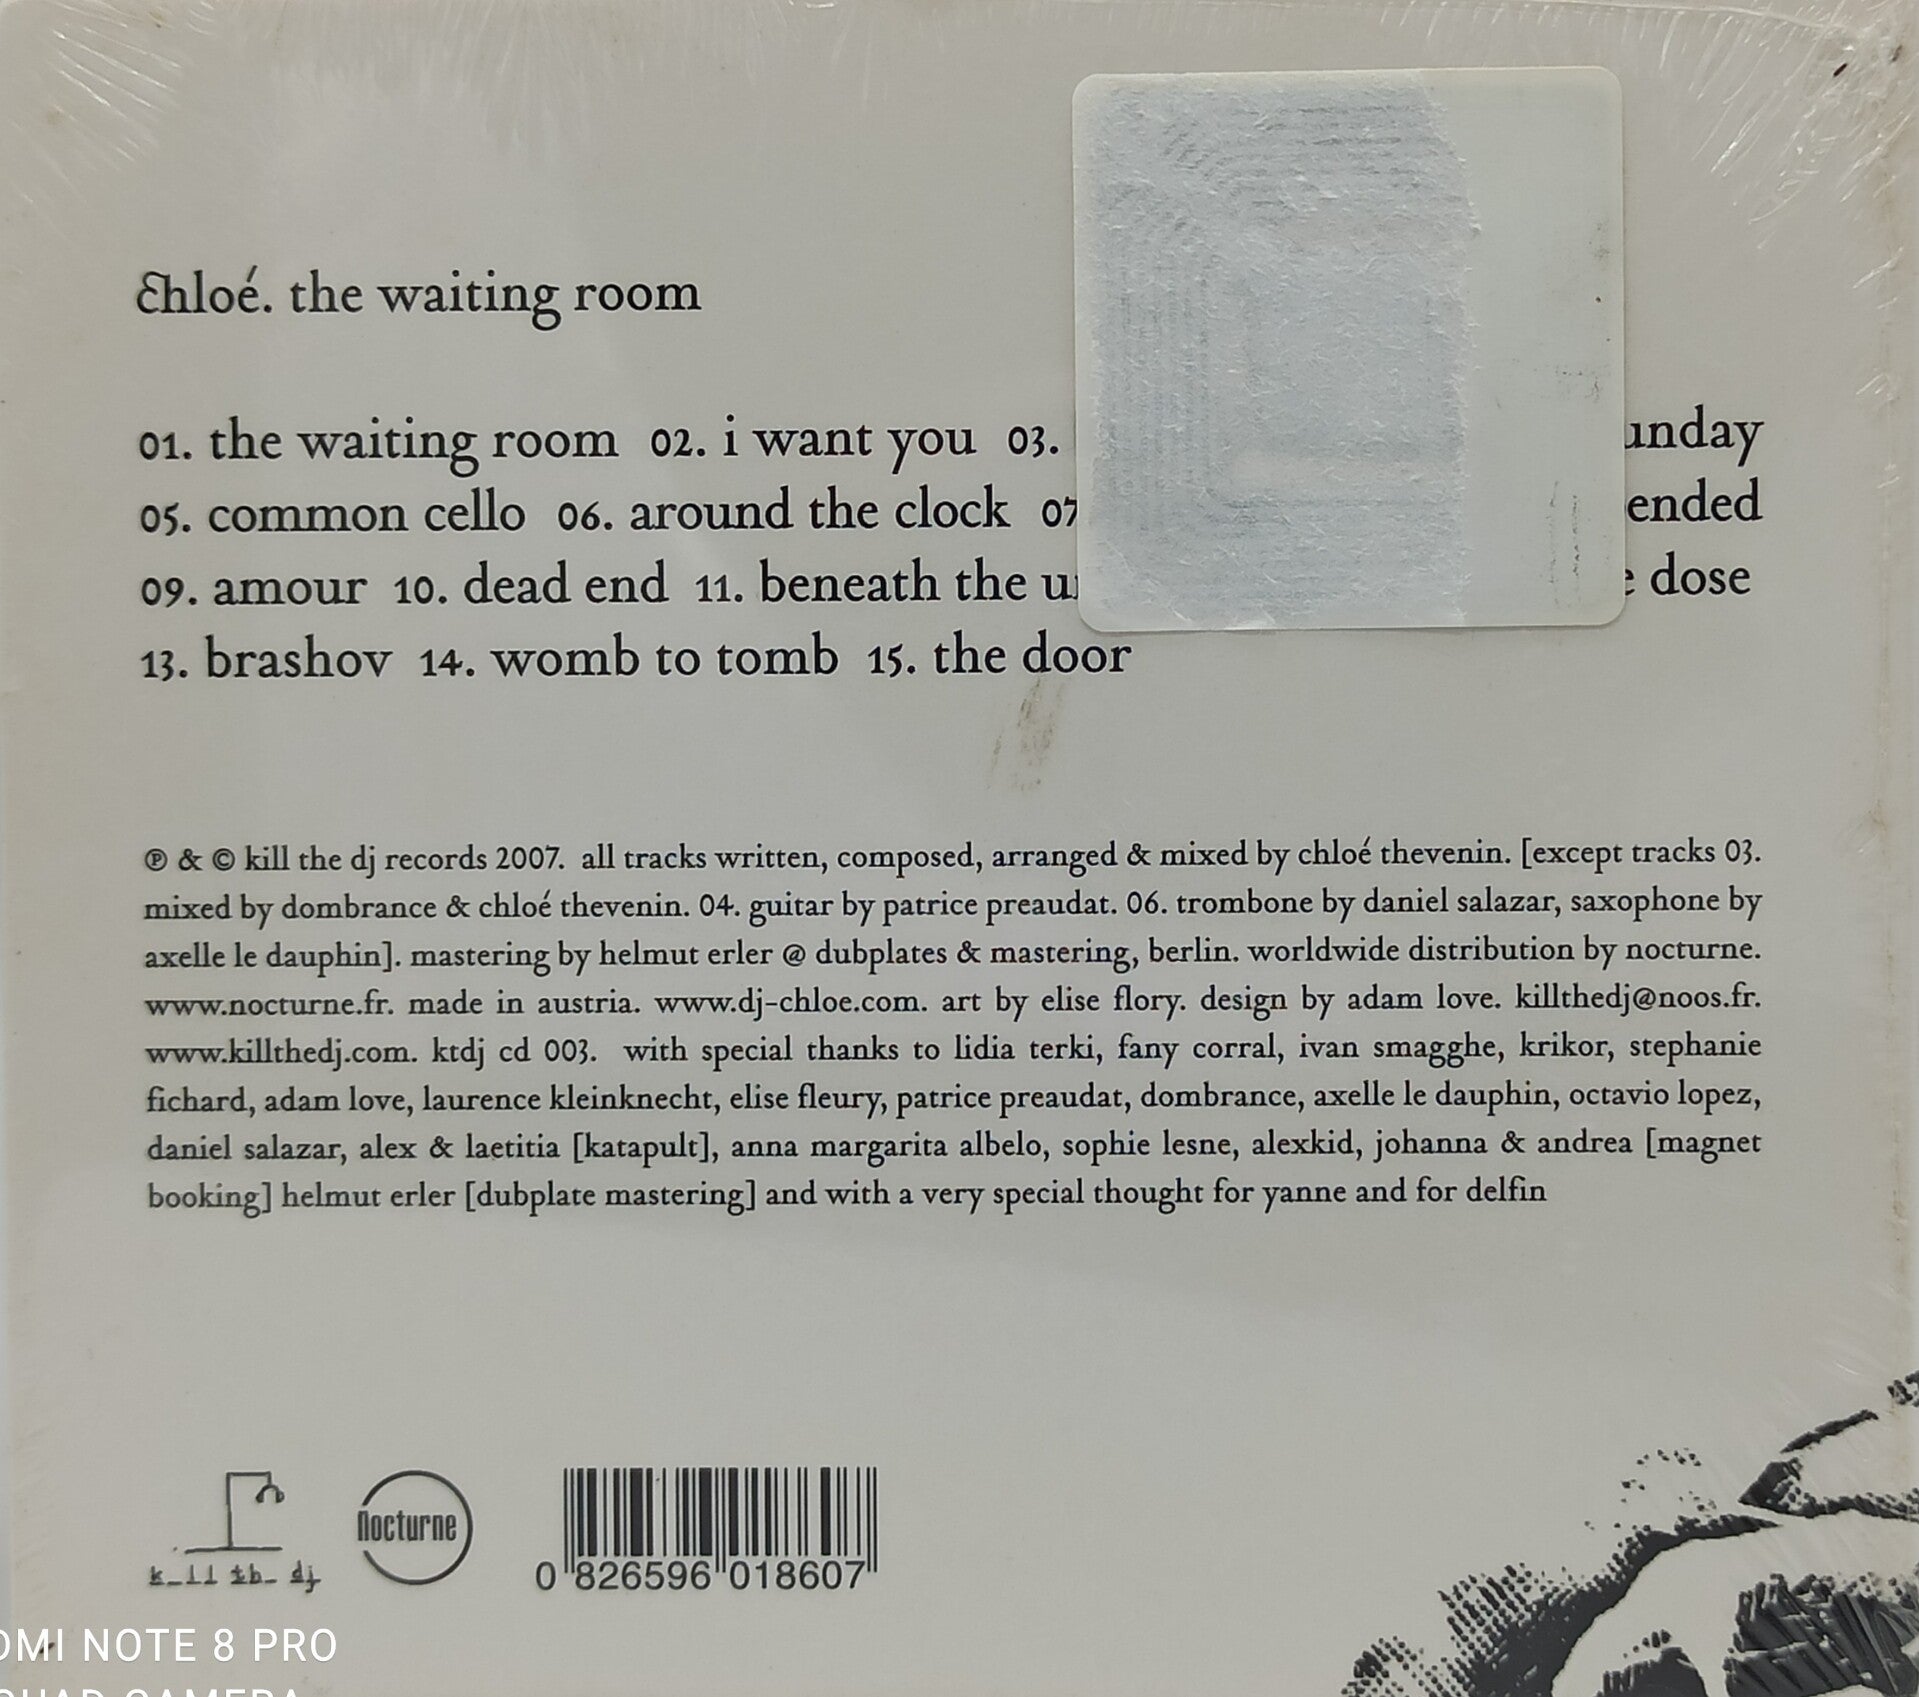 Chloé. the waiting room
01. the waiting room 02. i want you 03.
05. common cello 06. around the clock 07 ended
09. amour 10. dead end 11. beneath the dose
13. brashov 14. womb to tomb 15. the door
℗ & © kill the dj records 2007. all tracks written, composed, arranged & mixed by chloé thevenin. [except tracks 03.
mixed by dombrance & chloé thevenin. 04. guitar by patrice preaudat. 06. trombone by daniel salazar, saxophone by
axelle le dauphin]. mastering by helmut erler @ dubplates & mastering, berlin. worldwide distribution by nocturne.
www.nocturne.fr. made in austria. www.dj-chloe.com. art by elise flory. design by adam love. killthedj@noos.fr.
www.killthedj.com. ktdj cd 003. with special thanks to lidia terki, fany corral, ivan smagghe, krikor, stephanie
fichard, adam love, laurence kleinknecht, elise fleury, patrice preaudat, dombrance, axelle le dauphin, octavio lopez,
daniel salazar, alex & laetitia [katapult], anna margarita albelo, sophie lesne, alexkid, johanna & andrea [magnet
booking] helmut erler [dubplate mastering] and with a very special thought for yanne and for delfin
k_ll th_ dj
nocturne
0 826596 018607
NOTE 8 PRO